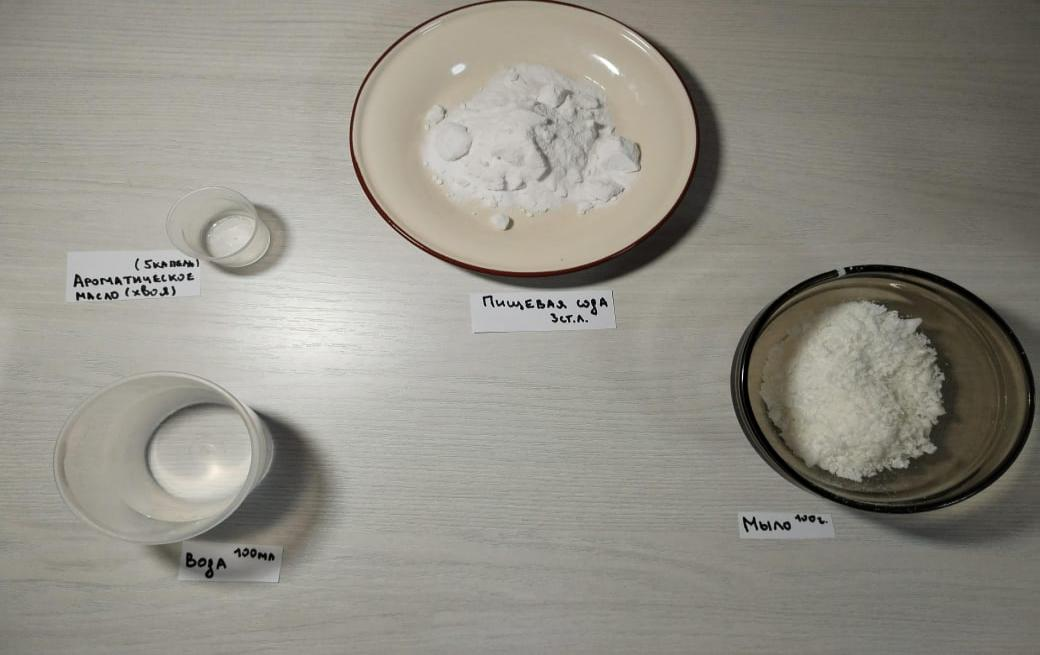 (5капель)
Ароматическое
масло (хвоя)
Пищевая сода
3ст.л.
Мыло 100г.
Вода 100мл